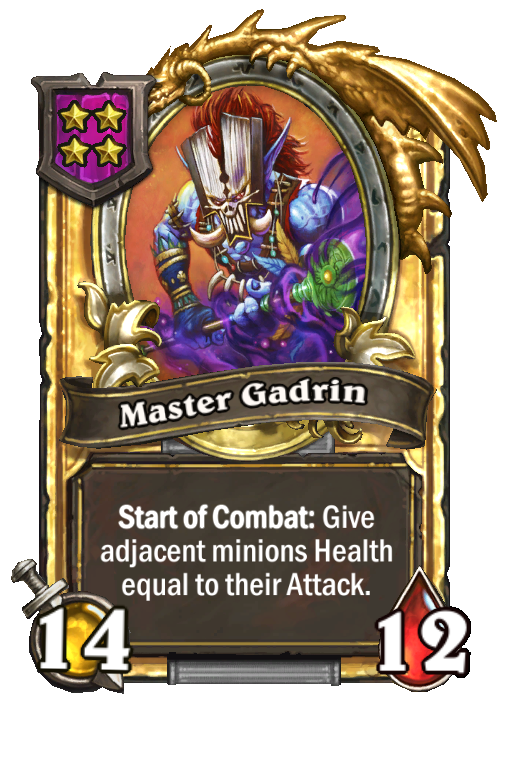 Master Gadrin
Start of Combat: Give
adjacent minions Health
equal to their Attack.
14
12